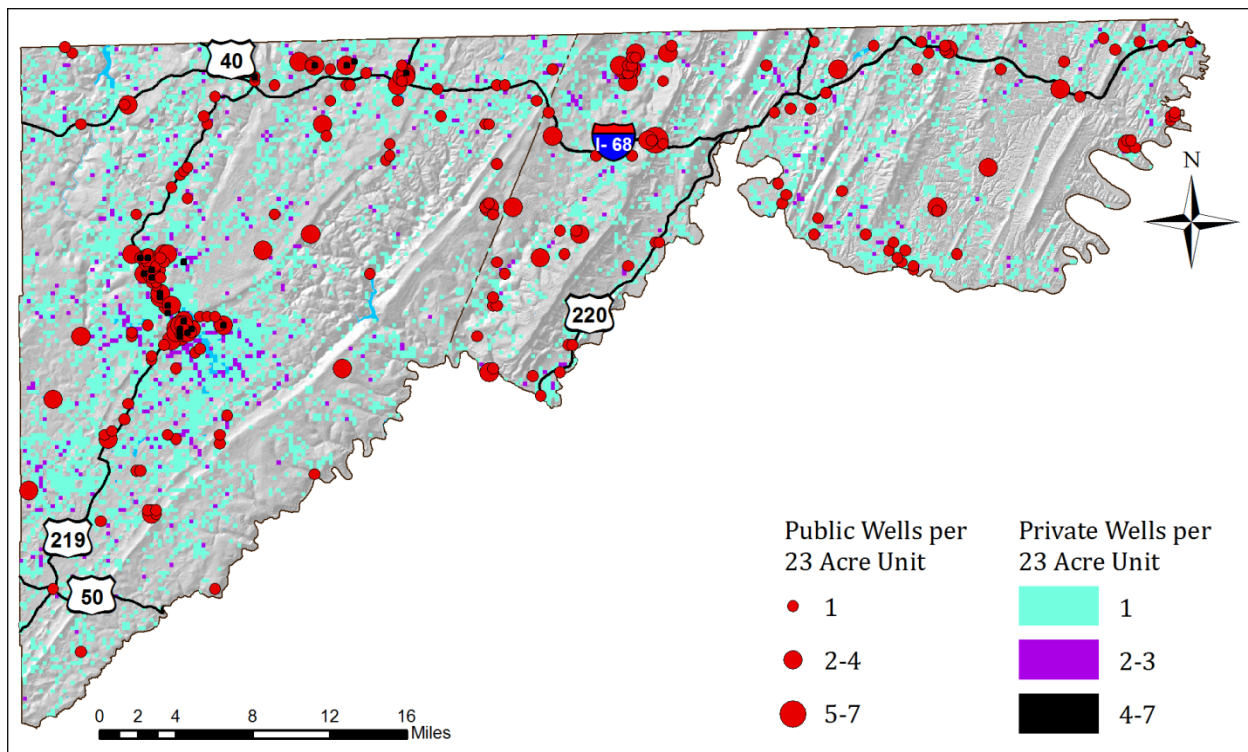 40
I- 68
N
220
219
50
Public Wells per
23 Acre Unit
1
2-4
5-7
Private Wells per
23 Acre Unit
1
2-3
4-7
0 2 4 8 12 16
Miles